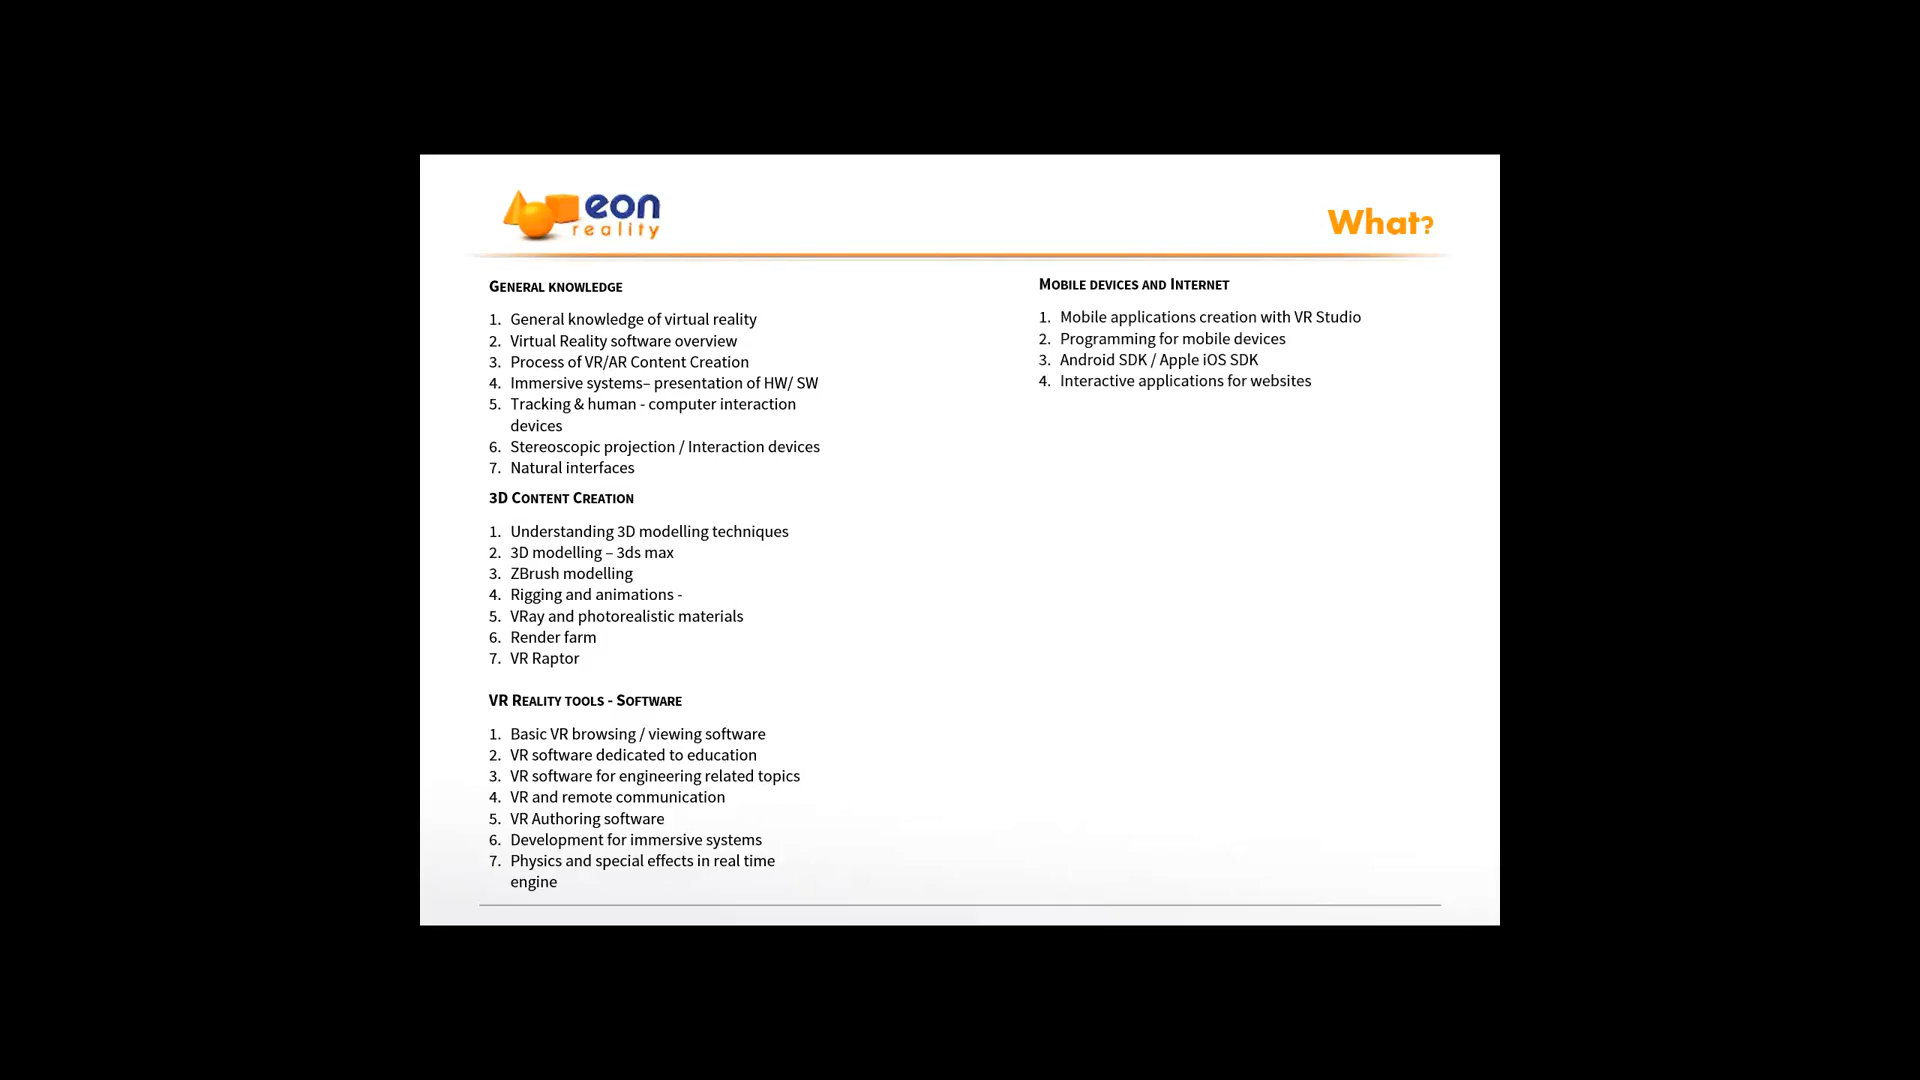 eon
reality
What?
General knowledge
1. General knowledge of virtual reality
2. Virtual Reality software overview
3. Process of VR/AR Content Creation
4. Immersive systems– presentation of HW/ SW
5. Tracking & human - computer interaction
devices
6. Stereoscopic projection / Interaction devices
7. Natural interfaces
3D Content Creation
1. Understanding 3D modelling techniques
2. 3D modelling – 3ds max
3. ZBrush modelling
4. Rigging and animations -
5. VRay and photorealistic materials
6. Render farm
7. VR Raptor
VR Reality tools - Software
1. Basic VR browsing / viewing software
2. VR software dedicated to education
3. VR software for engineering related topics
4. VR and remote communication
5. VR Authoring software
6. Development for immersive systems
7. Physics and special effects in real time
engine
Mobile devices and Internet
1. Mobile applications creation with VR Studio
2. Programming for mobile devices
3. Android SDK / Apple iOS SDK
4. Interactive applications for websites